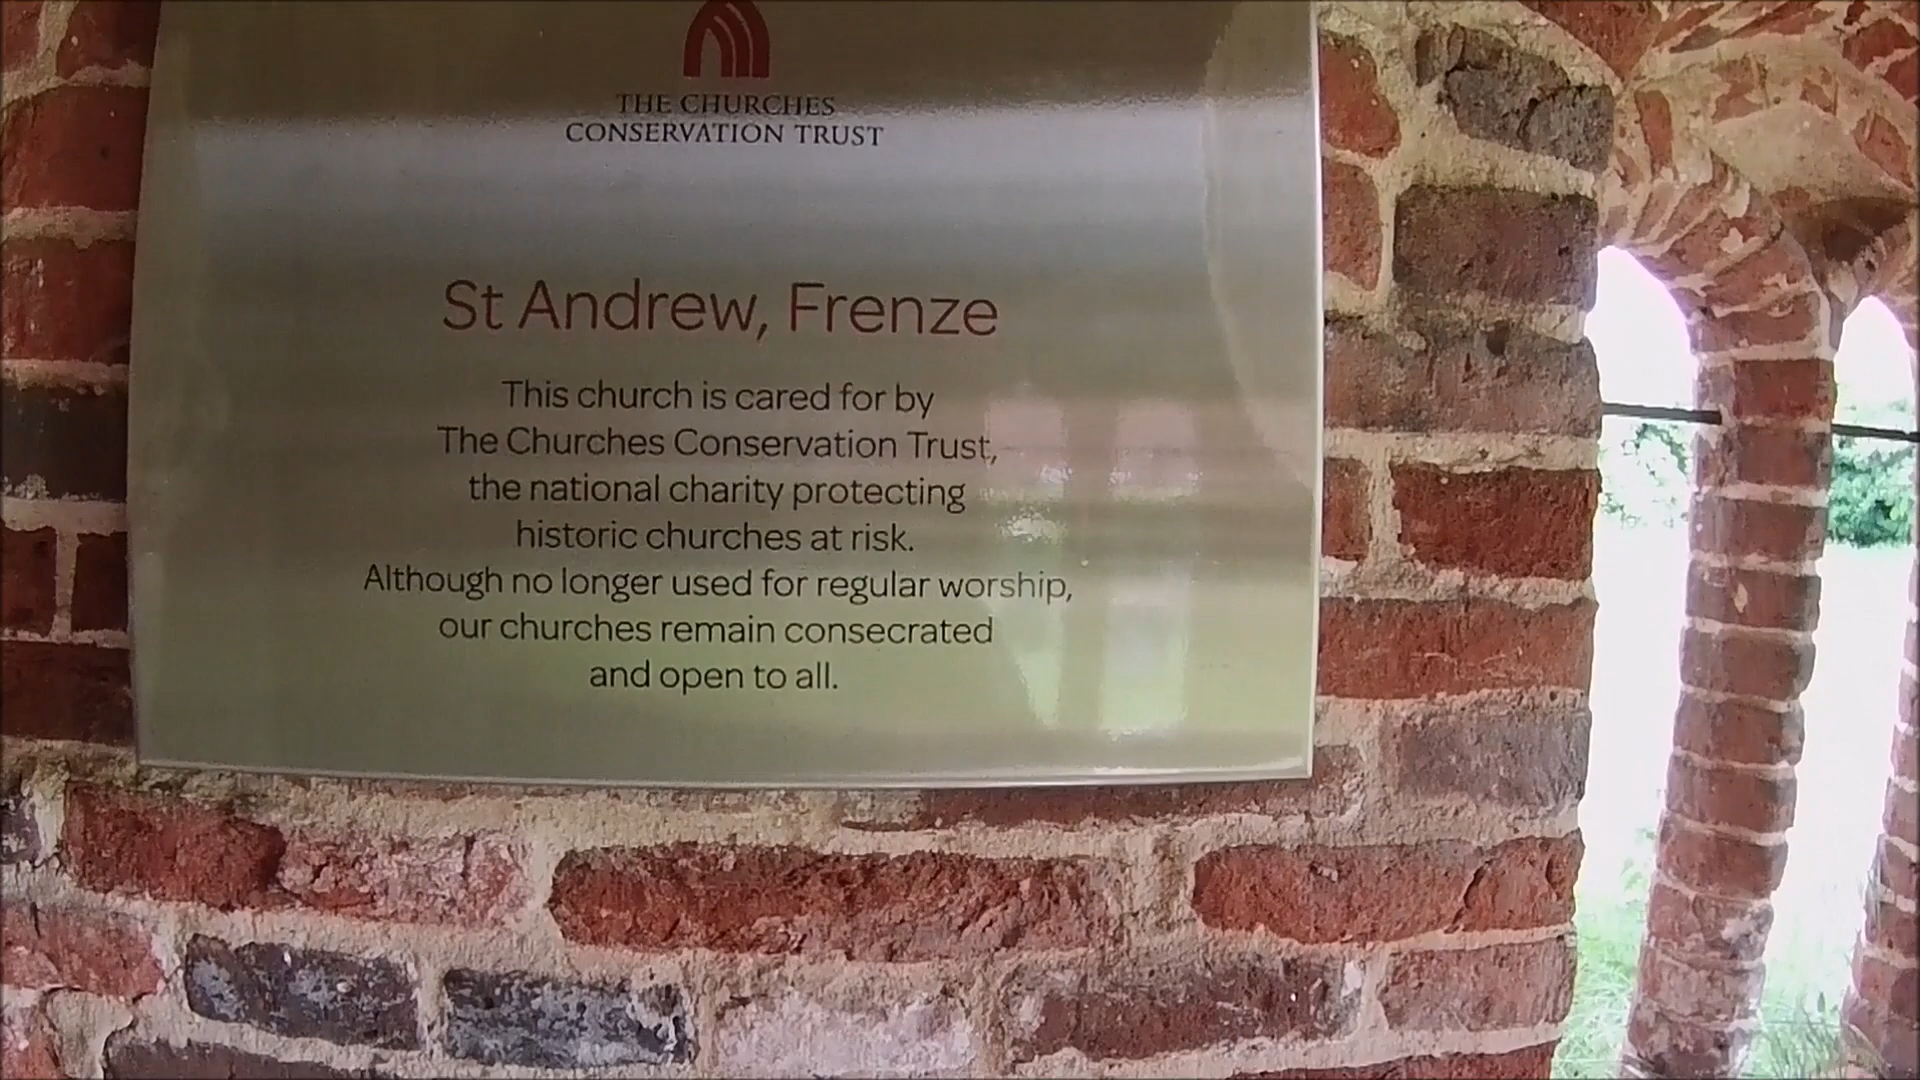 THE CHURCHES
CONSERVATION TRUST
St Andrew, Frenze
This church is cared for by
The Churches Conservation Trust,
the national charity protecting
historic churches at risk.
Although no longer used for regular worship,
our churches remain consecrated
and open to all.